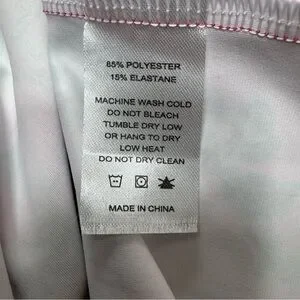 85% POLYESTER
15% ELASTANE
MACHINE WASH COLD
DO NOT BLEACH
TUMBLE DRY LOW
OR HANG TO DRY
LOW HEAT
DO NOT DRY CLEAN
MADE IN CHINA